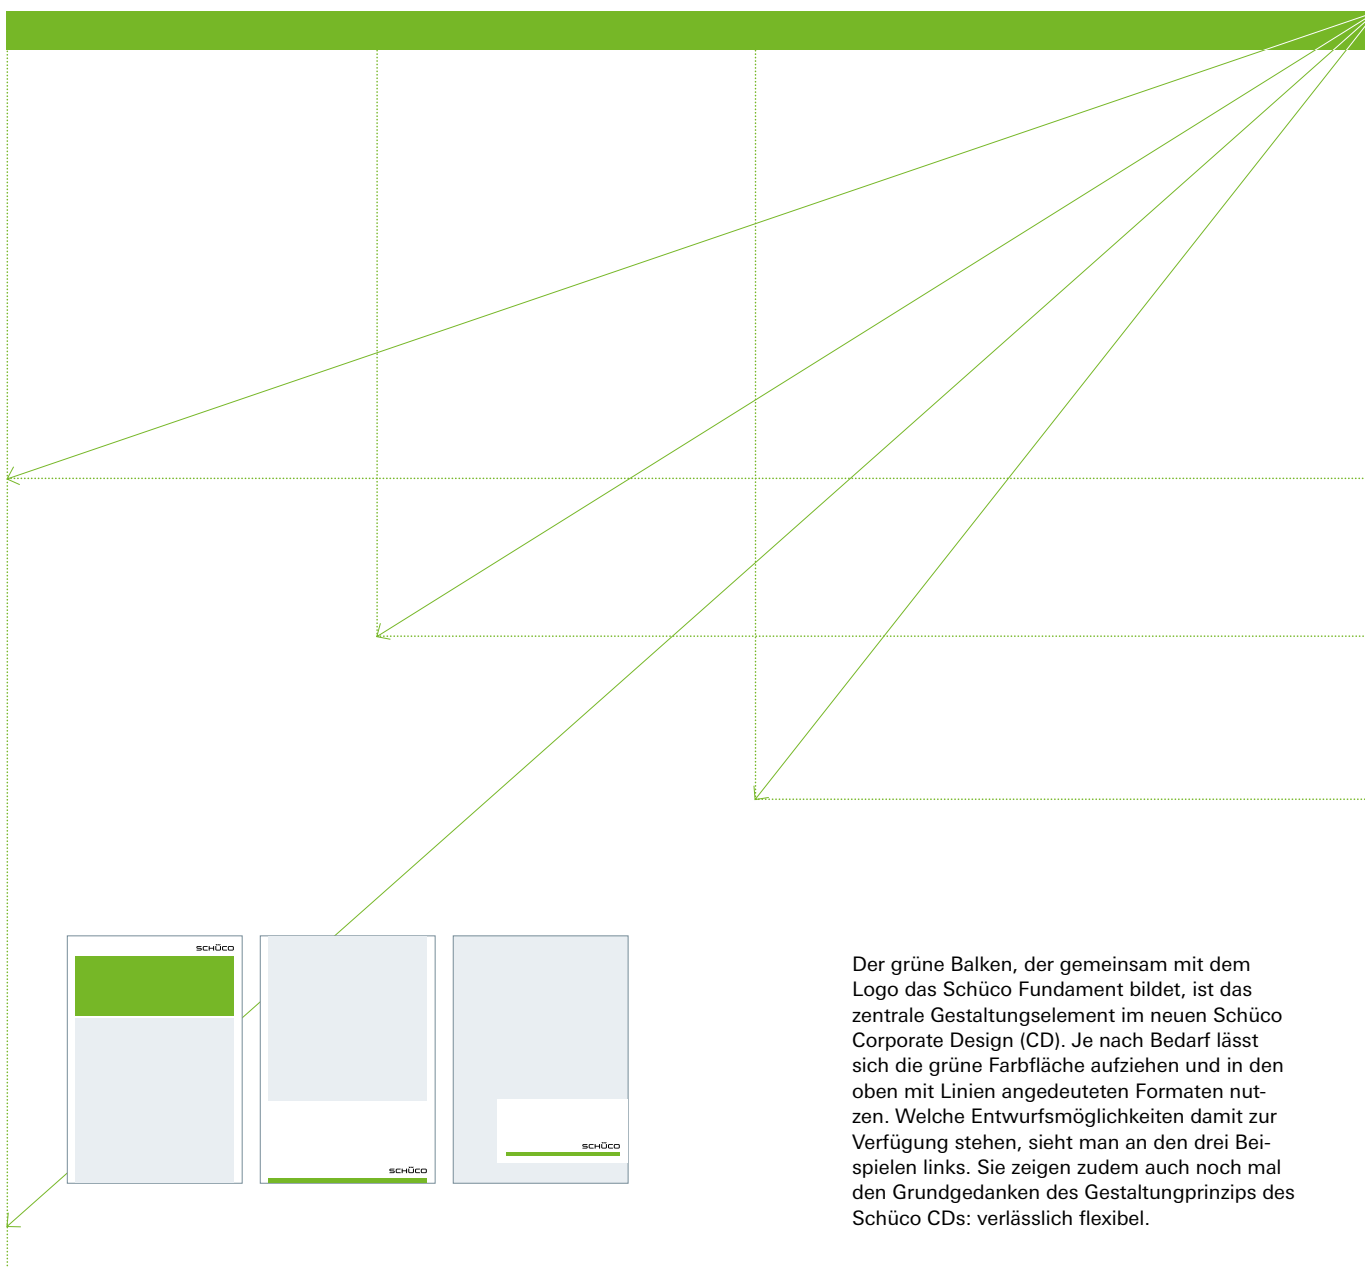 SCHÜCO
SCHÜCO
SCHÜCO
Der grüne Balken, der gemeinsam mit dem
Logo das Schüco Fundament bildet, ist das
zentrale Gestaltungselement im neuen Schüco
Corporate Design (CD). Je nach Bedarf lässt
sich die grüne Farbfläche aufziehen und in den
oben mit Linien angedeuteten Formaten nut-
zen. Welche Entwurfsmöglichkeiten damit zur
Verfügung stehen, sieht man an den drei Bei-
spielen links. Sie zeigen zudem auch noch mal
den Grundgedanken des Gestaltungprinzips des
Schüco CDs: verlässlich flexibel.